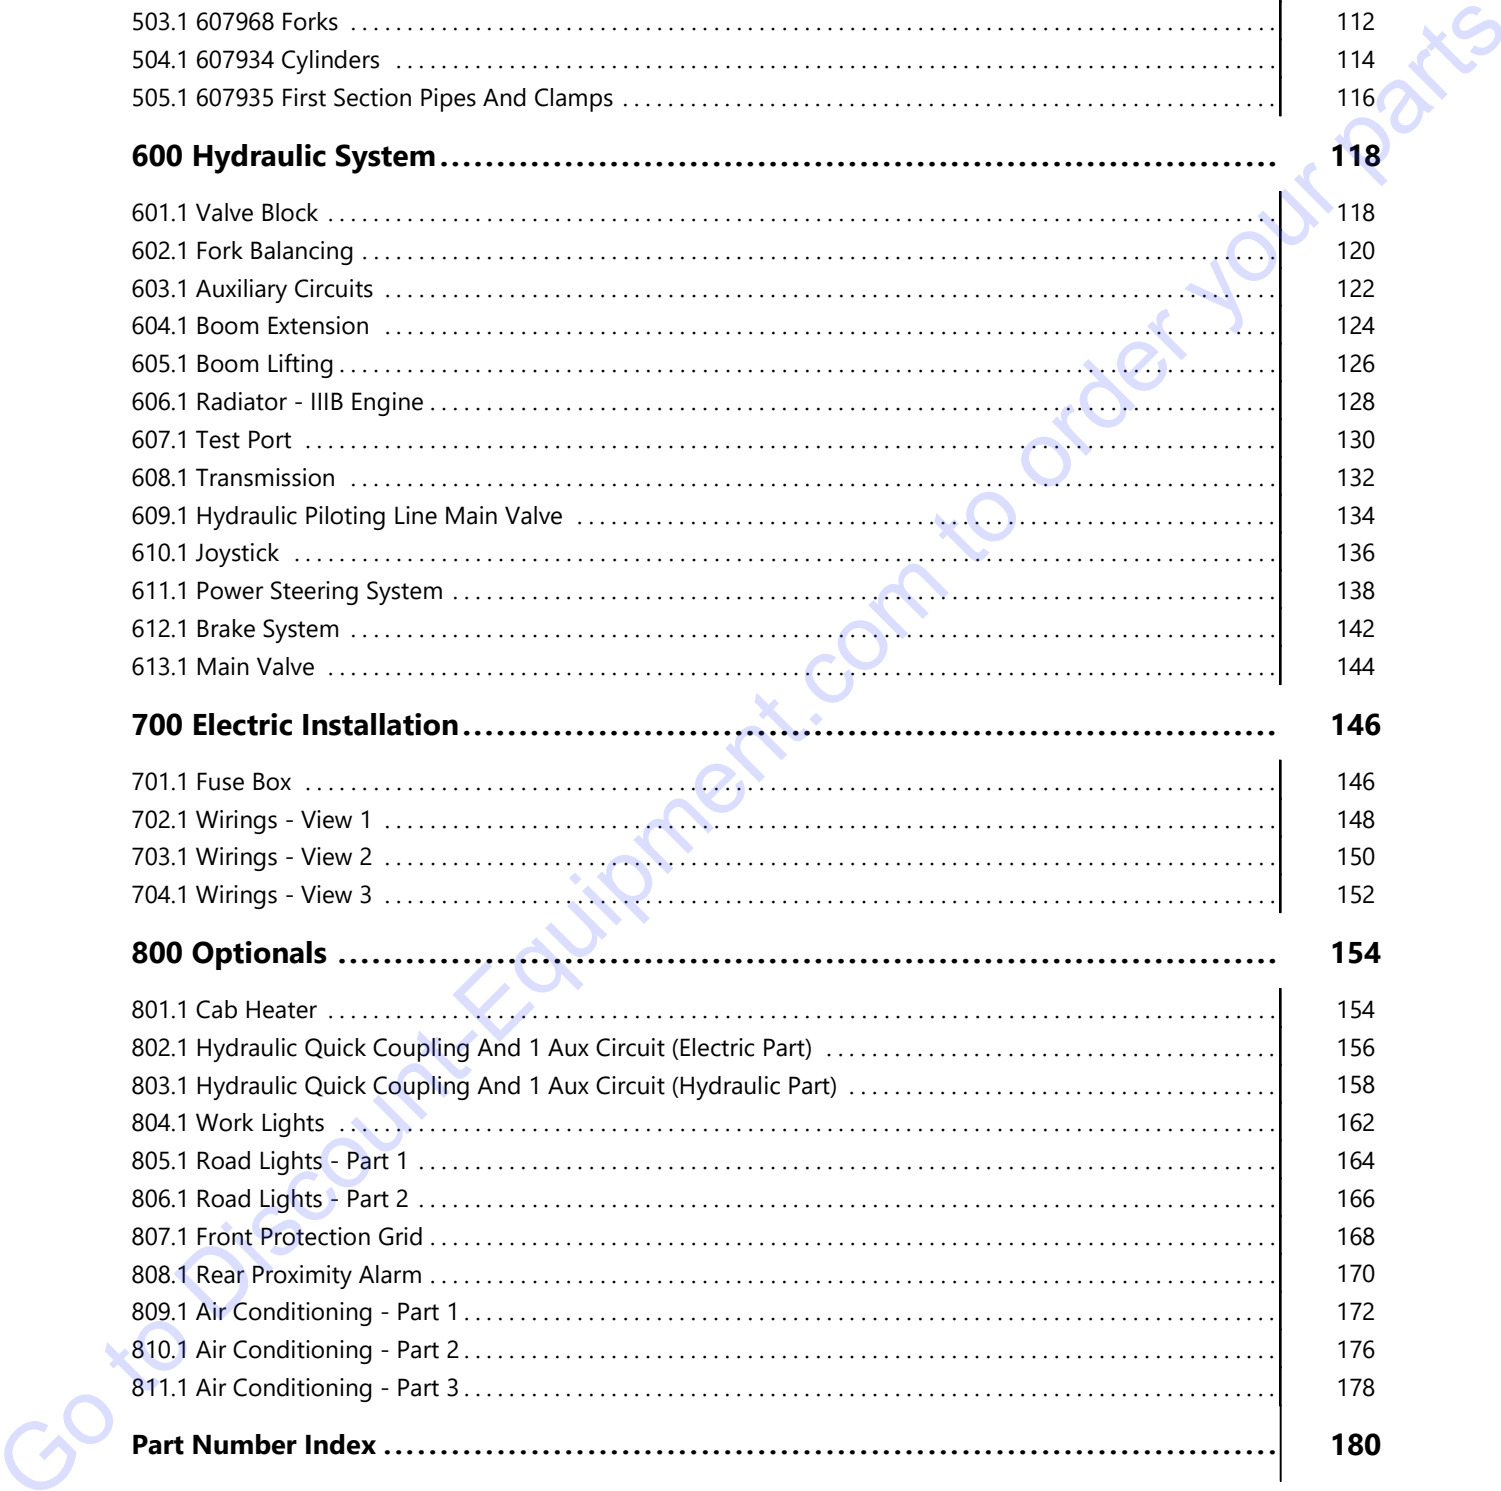 503.1 607968 Forks 112
504.1 607934 Cylinders 114
505.1 607935 First Section Pipes And Clamps 116
600 Hydraulic System 118
601.1 Valve Block 118
602.1 Fork Balancing 120
603.1 Auxiliary Circuits 122
604.1 Boom Extension 124
605.1 Boom Lifting 126
606.1 Radiator - IIIB Engine 128
607.1 Test Port 130
608.1 Transmission 132
609.1 Hydraulic Piloting Line Main Valve 134
610.1 Joystick 136
611.1 Power Steering System 138
612.1 Brake System 142
613.1 Main Valve 144
700 Electric Installation 146
701.1 Fuse Box 146
702.1 Wirings - View 1 148
703.1 Wirings - View 2 150
704.1 Wirings - View 3 152
800 Optionals 154
801.1 Cab Heater 154
802.1 Hydraulic Quick Coupling And 1 Aux Circuit (Electric Part) 156
803.1 Hydraulic Quick Coupling And 1 Aux Circuit (Hydraulic Part) 158
804.1 Work Lights 162
805.1 Road Lights - Part 1 164
806.1 Road Lights - Part 2 166
807.1 Front Protection Grid 168
808.1 Rear Proximity Alarm 170
809.1 Air Conditioning - Part 1 172
810.1 Air Conditioning - Part 2 176
811.1 Air Conditioning - Part 3 178
Part Number Index 180
Go to Discount-Equipment.com to order your parts